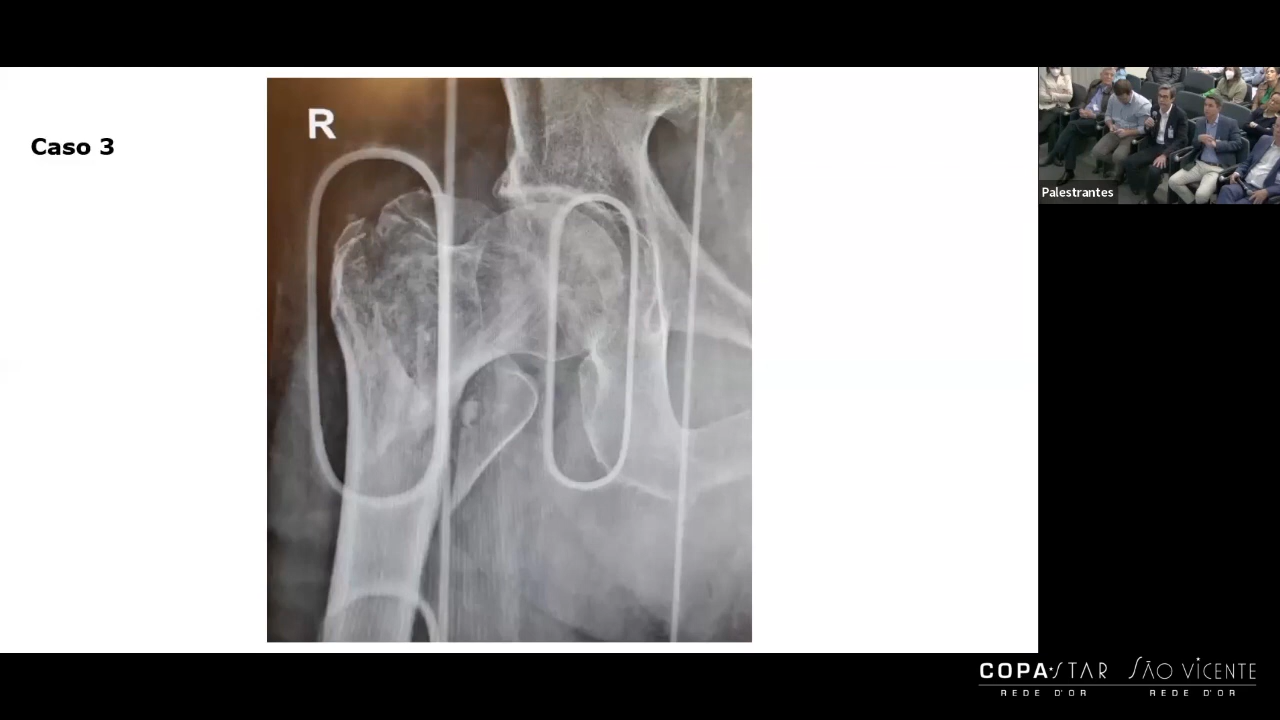 Caso 3
R
Palestrantes
COPA STAR SÃO VICENTE
REDE D'OR REDE D'OR